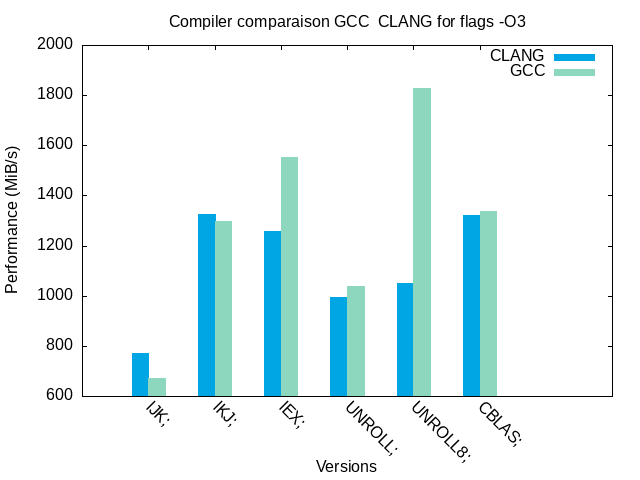 Compiler comparaison GCC  CLANG for flags -O3
CLANG
GCC
2000
1800
1600
1400
1200
1000
800
600
Performance (MiB/s)
IJK;
IKJ;
IEX;
UNROLL;
UNROLL8;
CBLAS;
Versions